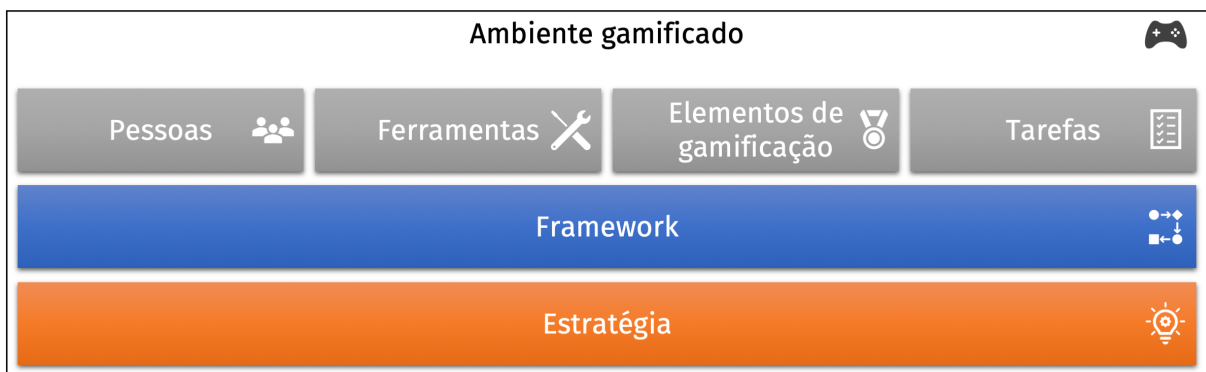 Ambiente gamificado
Pessoas
Ferramentas
Elementos de
gamificação
Tarefas
Framework
Estratégia